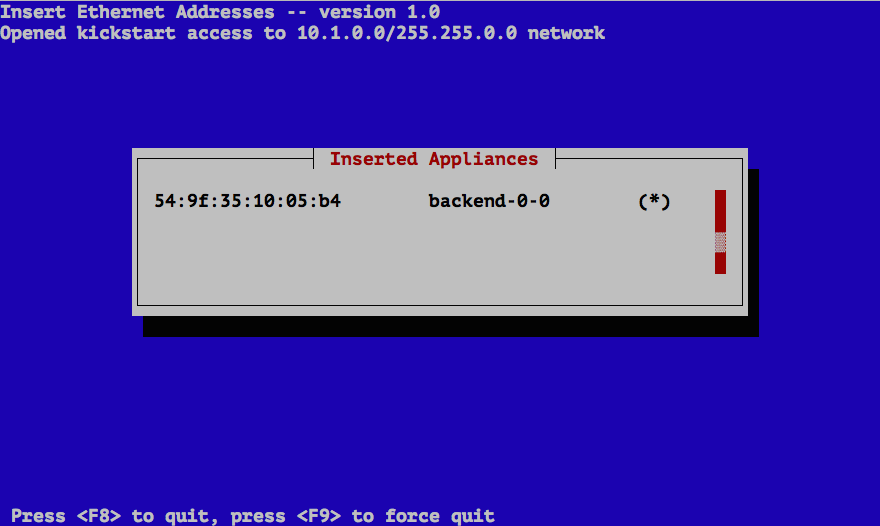 Insert Ethernet Addresses -- version 1.0
Opened kickstart access to 10.1.0.0/255.255.0.0 network
Inserted Appliances
54:9f:35:10:05:b4 backend-0-0 (*)
Press <F8> to quit, press <F9> to force quit